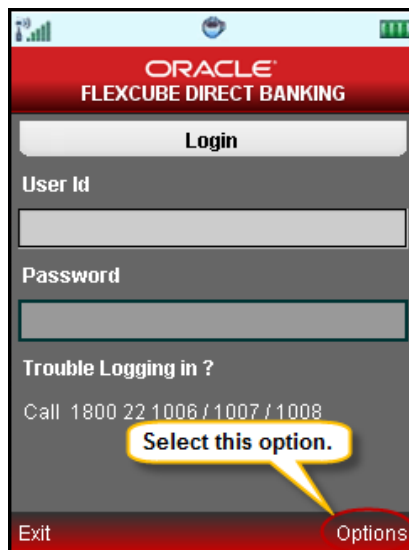 ORACLE®
FLEXCUBE DIRECT BANKING
Login
User Id
Password
Trouble Logging in ?
Call 1800 22 1006 / 1007 / 1008
Select this option.
Exit
Options